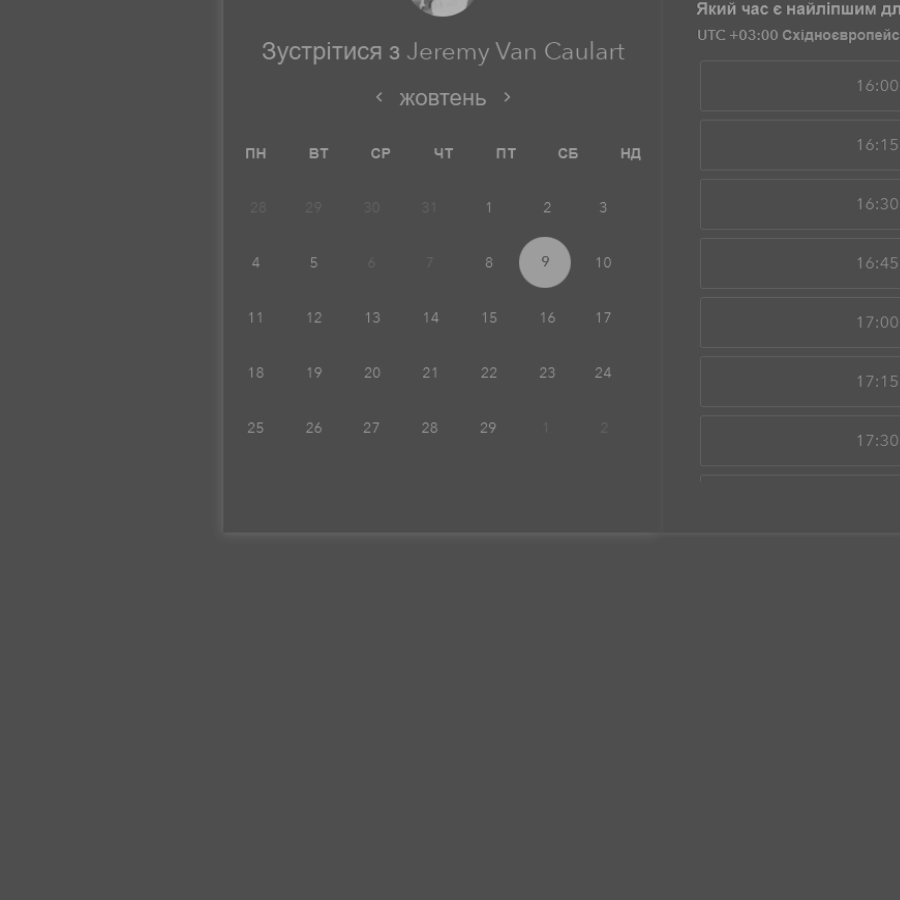 Зустрітися з Jeremy Van Caulart
жовтень
ПН ВТ СР ЧТ ПТ СБ НД
28 29 30 31 1 2 3
4 5 6 7 8 9 10
11 12 13 14 15 16 17
18 19 20 21 22 23 24
25 26 27 28 29 1 2
Який час є найліпшим дл
UTC +03:00 Східноєвропейс
16:00
16:15
16:30
16:45
17:00
17:15
17:30